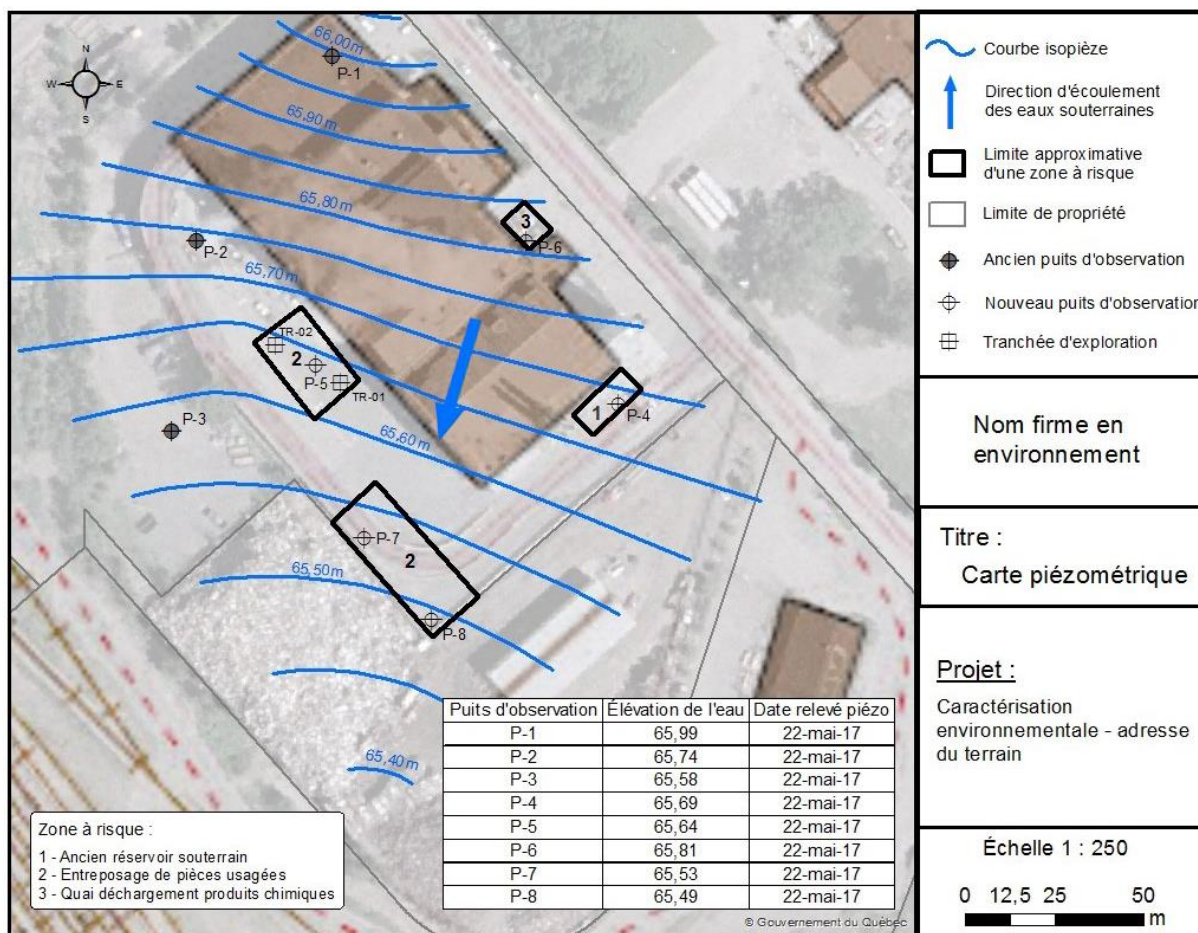 N
W E
S
66,00m
P-1
65,90m
65,80m
3
P-6
P-2
65,70m
TR-02
2
P-5
TR-01
1
P-4
P-3
65,60m
P-7
2
65,50m
P-8
65,40m
Puits d'observation Élévation de l'eau Date relevé piézo
P-1 65,99 22-mai-17
P-2 65,74 22-mai-17
P-3 65,58 22-mai-17
P-4 65,69 22-mai-17
P-5 65,64 22-mai-17
P-6 65,81 22-mai-17
P-7 65,53 22-mai-17
P-8 65,49 22-mai-17
Zone à risque :
1 - Ancien réservoir souterrain
2 - Entreposage de pièces usagées
3 - Quai déchargement produits chimiques
© Gouvernement du Québec
Courbe isopièze
Direction d'écoulement
des eaux souterraines
Limite approximative
d'une zone à risque
Limite de propriété
Ancien puits d'observation
Nouveau puits d'observation
Tranchée d'exploration
Nom firme en
environnement
Titre :
Carte piézométrique
Projet :
Caractérisation
environnementale - adresse
du terrain
Échelle 1 : 250
0 12,5 25 50
m